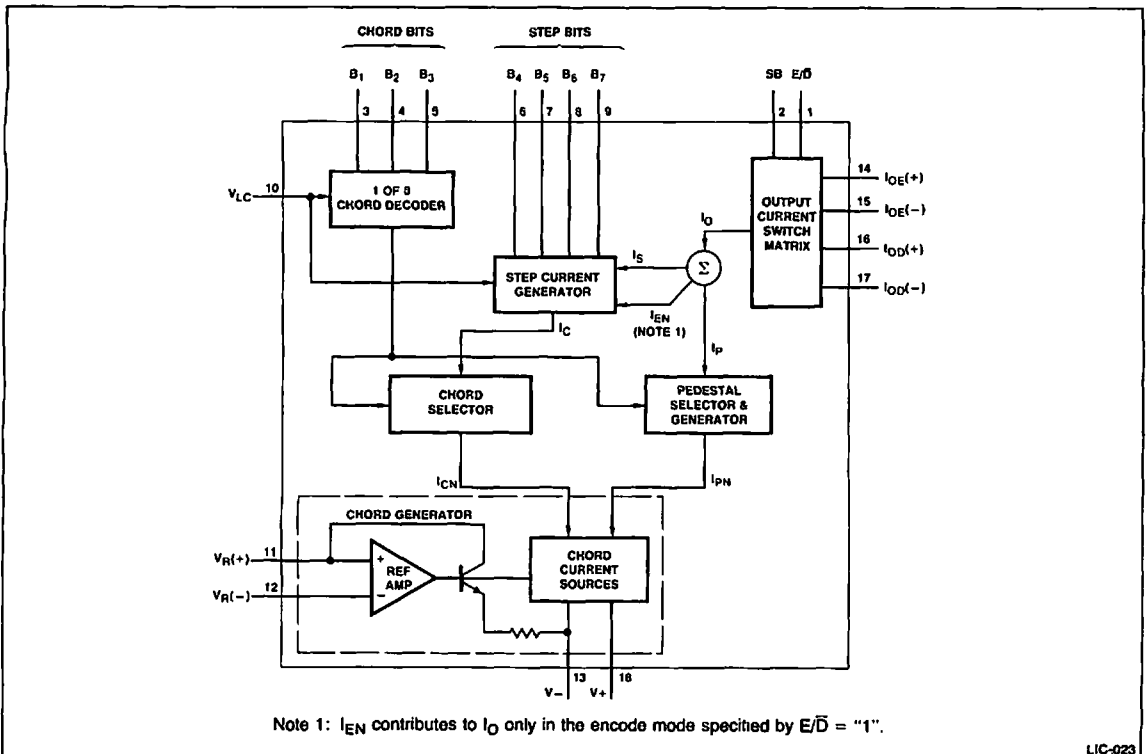 CHORD BITS STEP BITS
B1 B2 B3 B4 B5 B6 B7 SB E/D̅
3 4 5 6 7 8 9 2 1
VLC 10
1 OF 8
CHORD DECODER
OUTPUT
CURRENT
SWITCH
MATRIX
14 IOE(+)
15 IOE(−)
16 IOD(+)
17 IOD(−)
IO
Σ
IS
STEP CURRENT
GENERATOR
IEN
(NOTE 1)
IC
IP
CHORD
SELECTOR
PEDESTAL
SELECTOR &
GENERATOR
ICN
IPN
CHORD GENERATOR
VR(+) 11
VR(−) 12
+
REF
AMP
−
CHORD
CURRENT
SOURCES
13 18
V− V+
Note 1: IEN contributes to IO only in the encode mode specified by E/D̅ = "1".
LIC-023